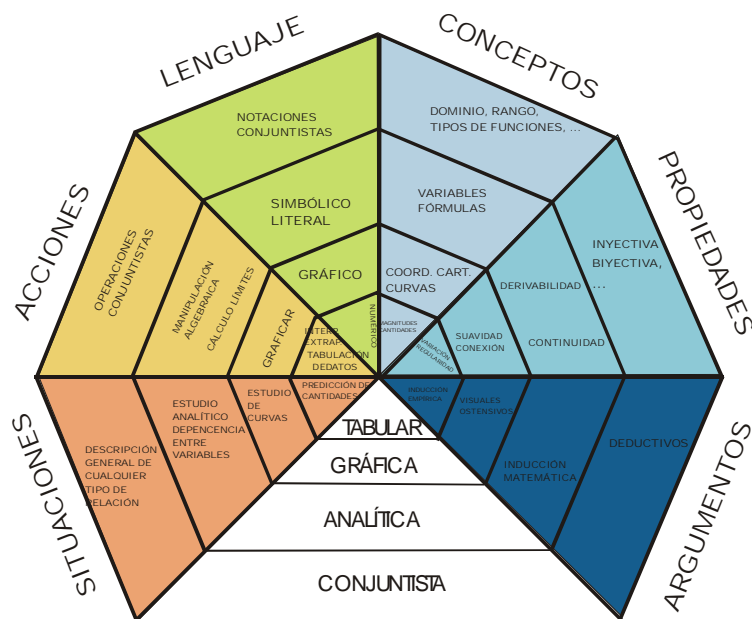 LENGUAJE
CONCEPTOS
PROPIEDADES
ARGUMENTOS
SITUACIONES
ACCIONES
NOTACIONES
CONJUNTISTAS
SIMBÓLICO
LITERAL
GRÁFICO
NUMÉRICO
DOMINIO, RANGO,
TIPOS DE FUNCIONES, ...
VARIABLES
FÓRMULAS
COORD. CART.
CURVAS
MAGNITUDES
CANTIDADES
INYECTIVA
BIYECTIVA,
...
DERIVABILIDAD
CONTINUIDAD
SUAVIDAD
CONEXIÓN
VARIACIÓN
REGULARIDAD
OPERACIONES
CONJUNTISTAS
MANIPULACIÓN
ALGEBRAICA
CÁLCULO LÍMITES
GRAFICAR
INTERP.
EXTRAP.
TABULACIÓN
DEDATOS
DESCRIPCIÓN
GENERAL DE
CUALQUIER
TIPO DE
RELACIÓN
ESTUDIO
ANALÍTICO
DEPENCENCIA
ENTRE
VARIABLES
ESTUDIO
DE
CURVAS
PREDICCIÓN DE
CANTIDADES
INDUCCIÓN
EMPÍRICA
VISUALES
OSTENSIVOS
INDUCCIÓN
MATEMÁTICA
DEDUCTIVOS
TABULAR
GRÁFICA
ANALÍTICA
CONJUNTISTA